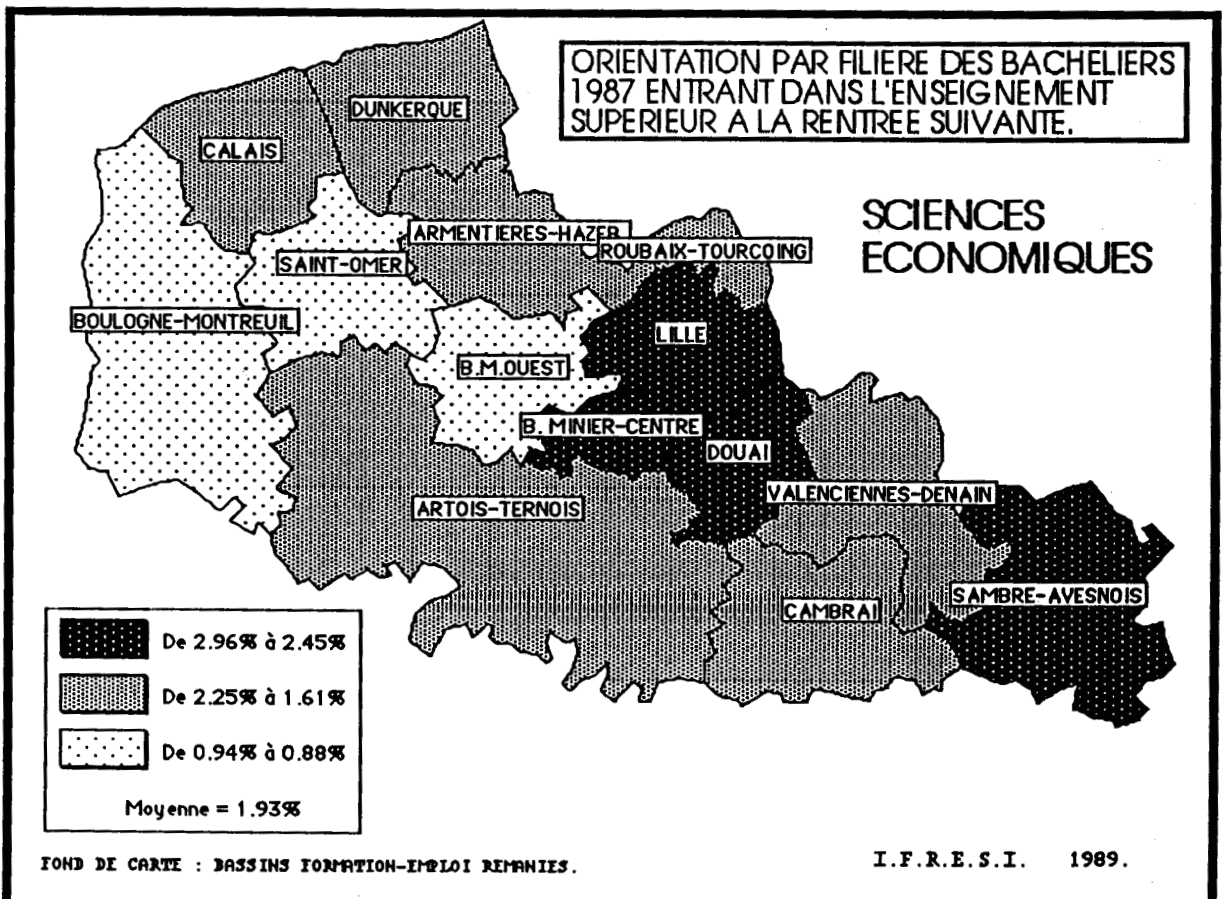 ORIENTATION PAR FILIERE DES BACHELIERS
1987 ENTRANT DANS L'ENSEIGNEMENT
SUPERIEUR A LA RENTREE SUIVANTE.
SCIENCES
ECONOMIQUES
DUNKERQUE
CALAIS
ARMENTIERES-HAZEB.
ROUBAIX-TOURCOING
SAINT-OMER
BOULOGNE-MONTREUIL
LILLE
B.M.OUEST
B. MINIER-CENTRE
DOUAI
VALENCIENNES-DENAIN
ARTOIS-TERNOIS
SAMBRE-AVESNOIS
CAMBRAI
De 2.96% à 2.45%
De 2.25% à 1.61%
De 0.94% à 0.88%
Moyenne = 1.93%
FOND DE CARTE : BASSINS FORMATION-EMPLOI REMANIES.
I.F.R.E.S.I. 1989.